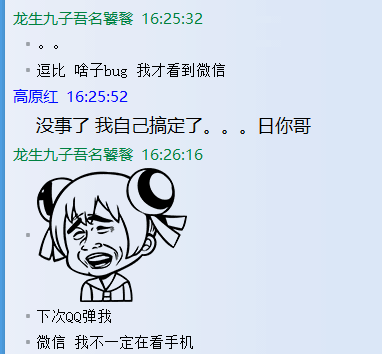 龙生九子吾名饕餮 16:25:32
。。
逗比 啥子bug 我才看到微信
高原红 16:25:52
没事了 我自己搞定了。。。日你哥
龙生九子吾名饕餮 16:26:16
下次QQ弹我
微信 我不一定在看手机